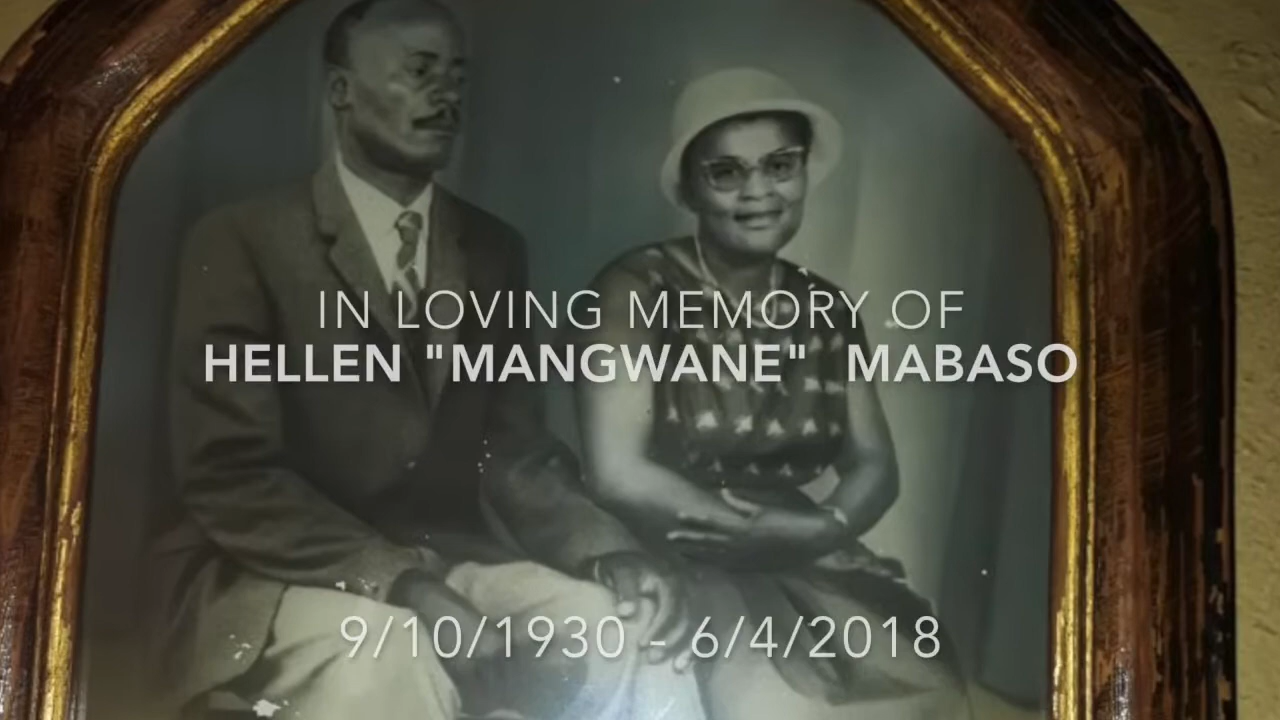 IN LOVING MEMORY OF
HELLEN "MANGWANE" MABASO
9/10/1930 - 6/4/2018